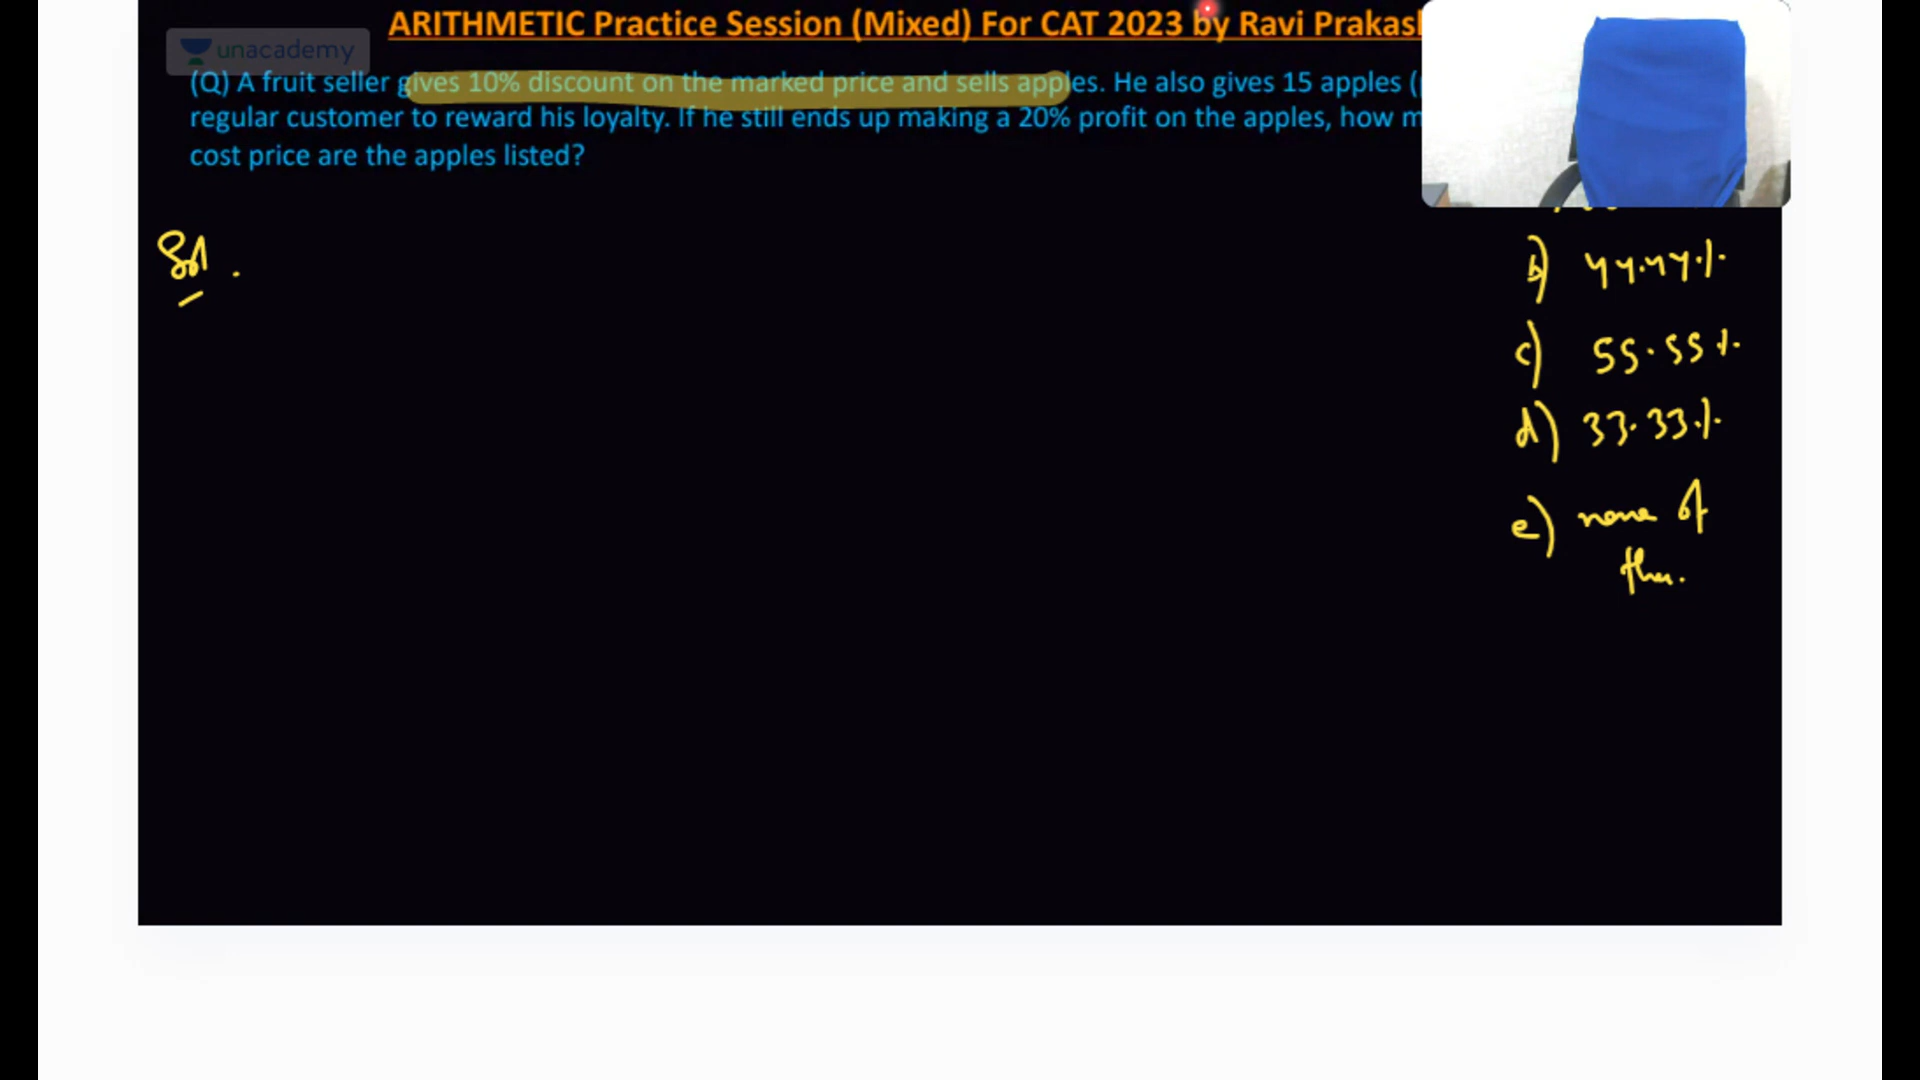 ARITHMETIC Practice Session (Mixed) For CAT 2023 by Ravi Prakash
unacademy
(Q) A fruit seller gives 10% discount on the marked price and sells apples. He also gives 15 apples (
regular customer to reward his loyalty. If he still ends up making a 20% profit on the apples, how
cost price are the apples listed?
Sol.
b) 44.44%
c) 55.55%
d) 33.33%
e) none of
these.